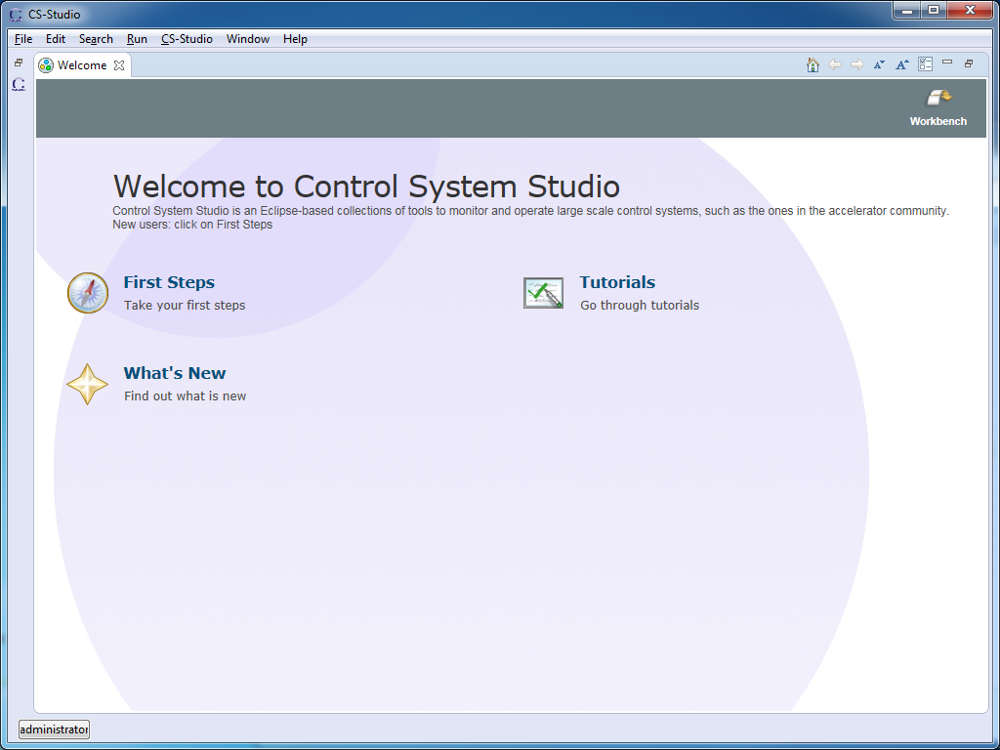 CS-Studio
File Edit Search Run CS-Studio Window Help
Welcome
Workbench
Welcome to Control System Studio
Control System Studio is an Eclipse-based collections of tools to monitor and operate large scale control systems, such as the ones in the accelerator community.
New users: click on First Steps
First Steps
Take your first steps
Tutorials
Go through tutorials
What's New
Find out what is new
administrator